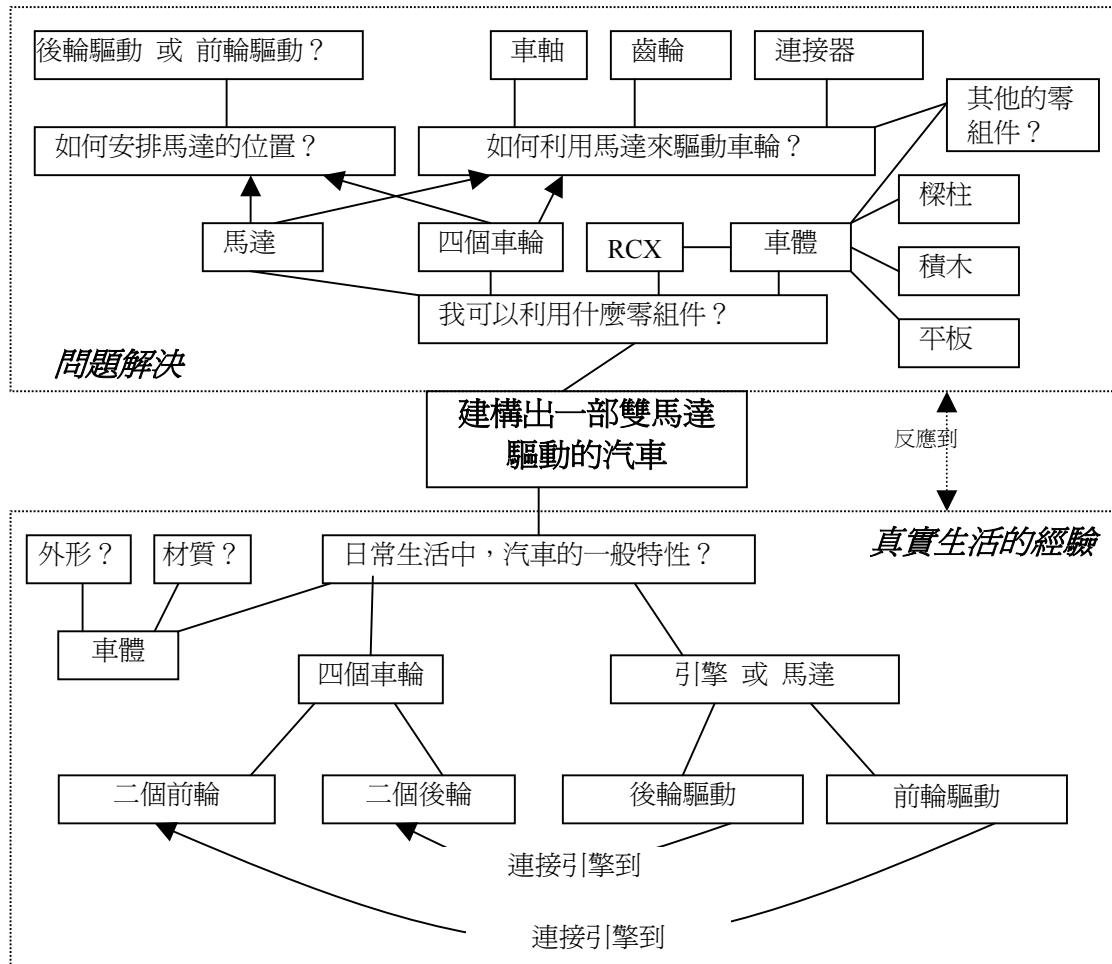 後輪驅動 或 前輪驅動？
車軸
齒輪
連接器
其他的零
組件？
如何安排馬達的位置？
如何利用馬達來驅動車輪？
樑柱
馬達
四個車輪
RCX
車體
積木
我可以利用什麼零組件？
平板
問題解決
建構出一部雙馬達
驅動的汽車
反應到
真實生活的經驗
外形？
材質？
日常生活中，汽車的一般特性？
車體
四個車輪
引擎 或 馬達
二個前輪
二個後輪
後輪驅動
前輪驅動
連接引擎到
連接引擎到